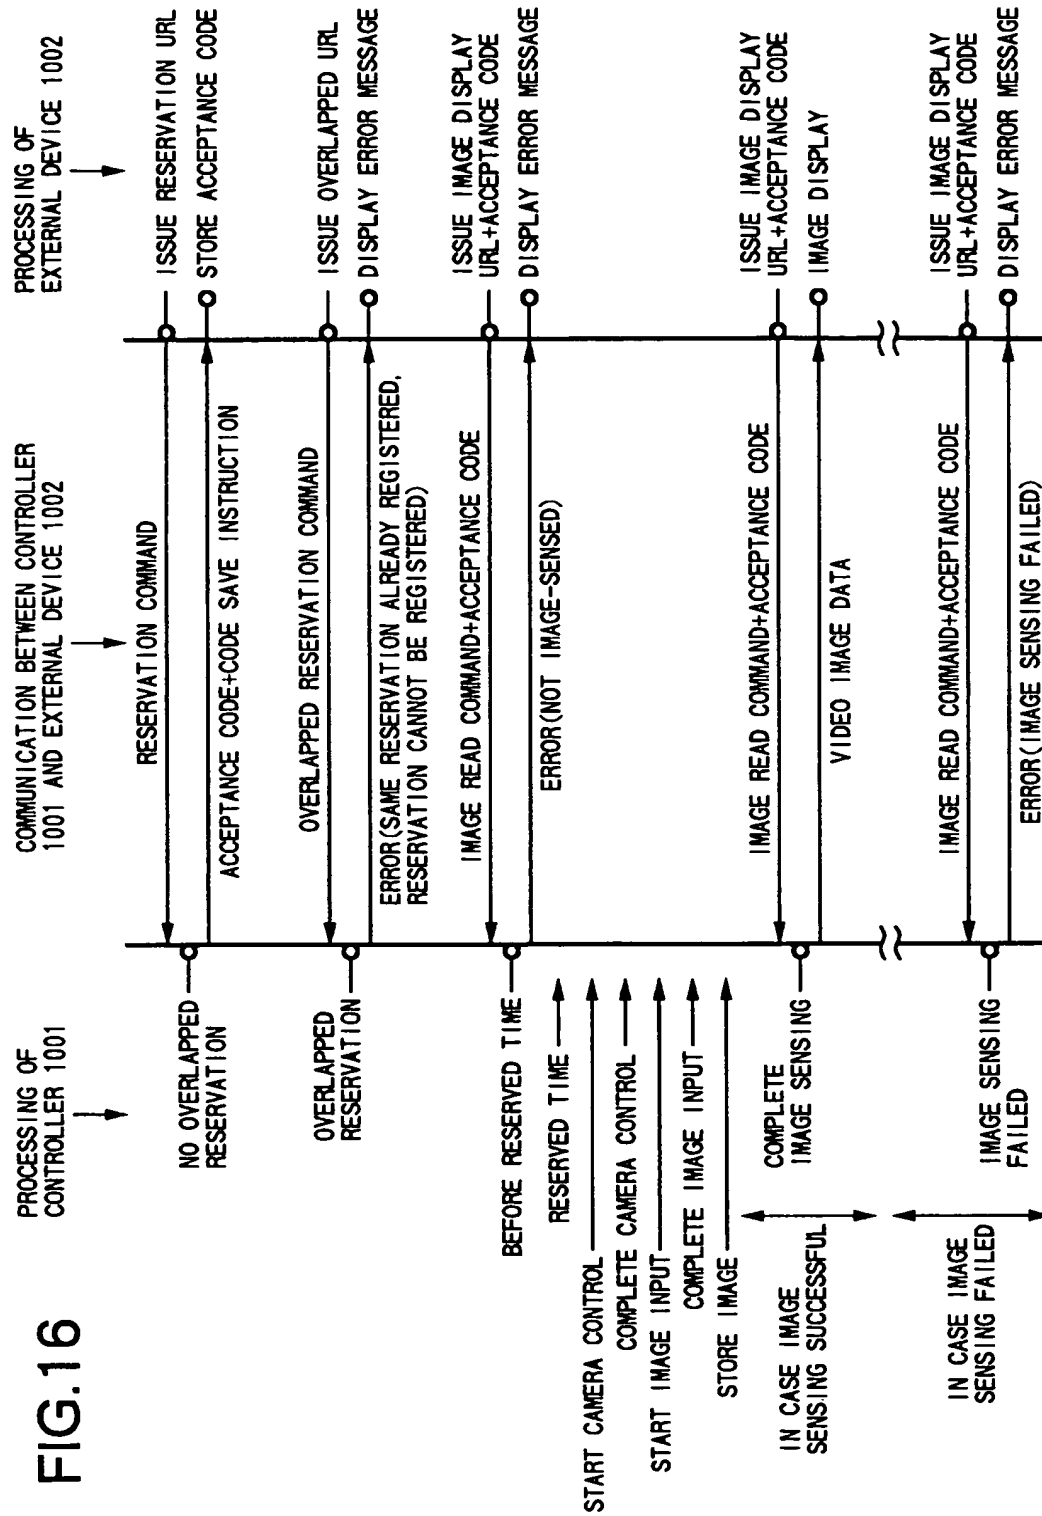 FIG.16
PROCESSING OF
CONTROLLER 1001
COMMUNICATION BETWEEN CONTROLLER
1001 AND EXTERNAL DEVICE 1002
PROCESSING OF
EXTERNAL DEVICE 1002
NO OVERLAPPED
RESERVATION
RESERVATION COMMAND
ISSUE RESERVATION URL
ACCEPTANCE CODE+CODE SAVE INSTRUCTION
STORE ACCEPTANCE CODE
OVERLAPPED
RESERVATION
OVERLAPPED RESERVATION COMMAND
ISSUE OVERLAPPED URL
ERROR(SAME RESERVATION ALREADY REGISTERED,
RESERVATION CANNOT BE REGISTERED)
DISPLAY ERROR MESSAGE
BEFORE RESERVED TIME
IMAGE READ COMMAND+ACCEPTANCE CODE
ISSUE IMAGE DISPLAY
URL+ACCEPTANCE CODE
ERROR(NOT IMAGE-SENSED)
DISPLAY ERROR MESSAGE
RESERVED TIME
START CAMERA CONTROL
COMPLETE CAMERA CONTROL
START IMAGE INPUT
COMPLETE IMAGE INPUT
STORE IMAGE
IN CASE IMAGE
SENSING SUCCESSFUL
COMPLETE
IMAGE SENSING
IMAGE READ COMMAND+ACCEPTANCE CODE
ISSUE IMAGE DISPLAY
URL+ACCEPTANCE CODE
VIDEO IMAGE DATA
IMAGE DISPLAY
IN CASE IMAGE
SENSING FAILED
IMAGE SENSING
FAILED
IMAGE READ COMMAND+ACCEPTANCE CODE
ISSUE IMAGE DISPLAY
URL+ACCEPTANCE CODE
ERROR(IMAGE SENSING FAILED)
DISPLAY ERROR MESSAGE